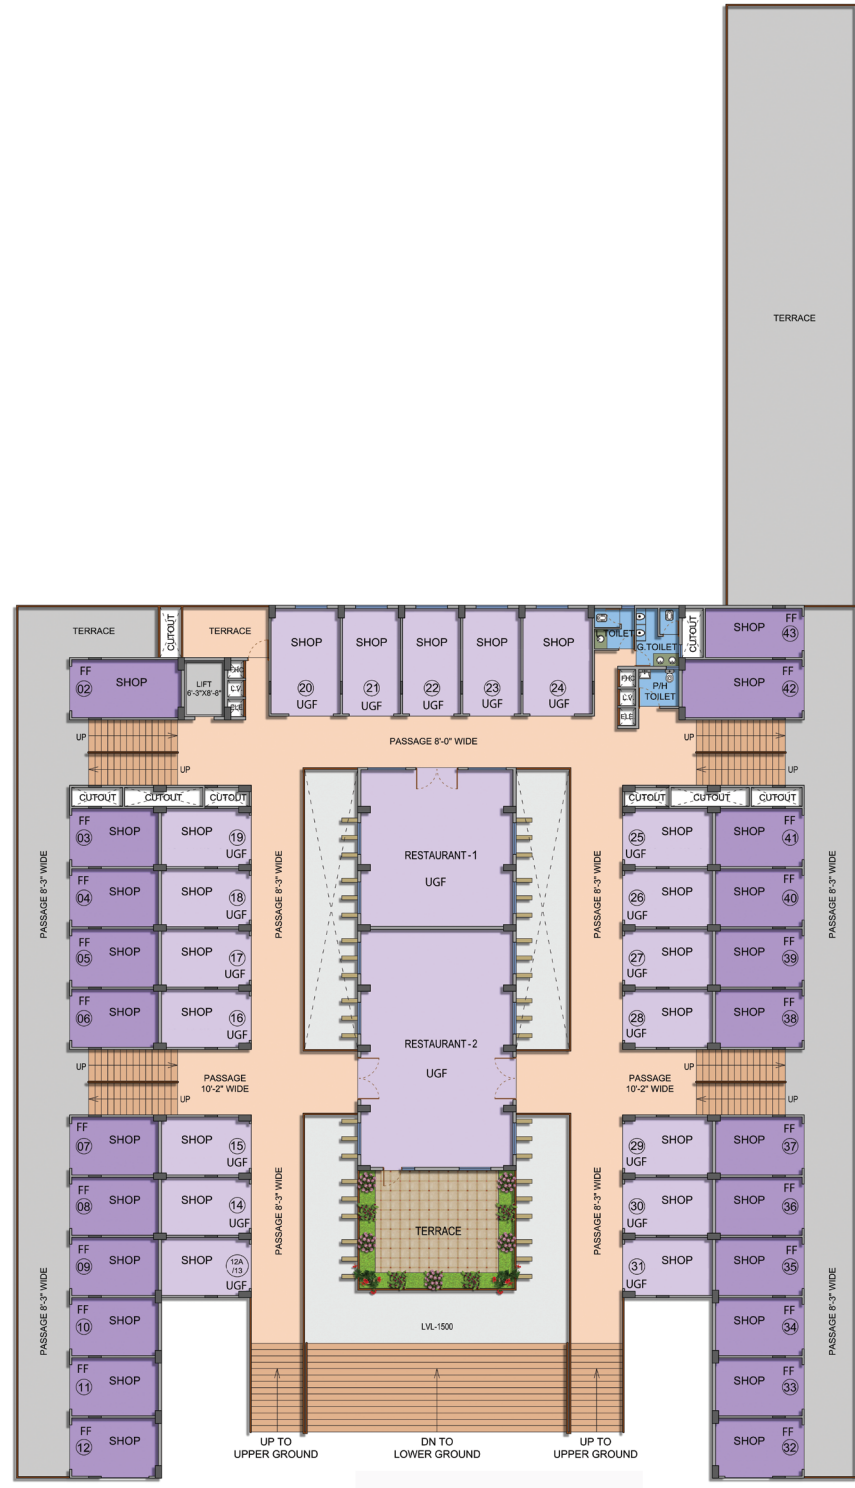 TERRACE
TERRACE
CUTOUT
TERRACE
SHOP
20
UGF
SHOP
21
UGF
SHOP
22
UGF
SHOP
23
UGF
SHOP
24
UGF
TOILET
G.TOILET
CUTOUT
SHOP
FF
43
FF
02
SHOP
LIFT
6'-3"X8'-8"
FHC
C.V
ELE
FHC
C.V
ELE
P/H
TOILET
SHOP
FF
42
UP
UP
PASSAGE 8'-0" WIDE
UP
UP
CUTOUT
CUTOUT
CUTOUT
CUTOUT
CUTOUT
CUTOUT
FF
03
SHOP
SHOP
19
UGF
FF
04
SHOP
SHOP
18
UGF
FF
05
SHOP
SHOP
17
UGF
FF
06
SHOP
SHOP
16
UGF
PASSAGE 8'-3" WIDE
PASSAGE 8'-3" WIDE
RESTAURANT-1
UGF
RESTAURANT-2
UGF
PASSAGE 8'-3" WIDE
PASSAGE 8'-3" WIDE
25
UGF
SHOP
SHOP
FF
41
26
UGF
SHOP
SHOP
FF
40
27
UGF
SHOP
SHOP
FF
39
28
UGF
SHOP
SHOP
FF
38
UP
UP
PASSAGE
10'-2" WIDE
PASSAGE
10'-2" WIDE
UP
UP
FF
07
SHOP
SHOP
15
UGF
FF
08
SHOP
SHOP
14
UGF
FF
09
SHOP
SHOP
12A
/13
UGF
FF
10
SHOP
FF
11
SHOP
FF
12
SHOP
PASSAGE 8'-3" WIDE
PASSAGE 8'-3" WIDE
TERRACE
LVL-1500
PASSAGE 8'-3" WIDE
PASSAGE 8'-3" WIDE
29
UGF
SHOP
SHOP
FF
37
30
UGF
SHOP
SHOP
FF
36
31
UGF
SHOP
SHOP
FF
35
SHOP
FF
34
SHOP
FF
33
SHOP
FF
32
UP TO
UPPER GROUND
DN TO
LOWER GROUND
UP TO
UPPER GROUND